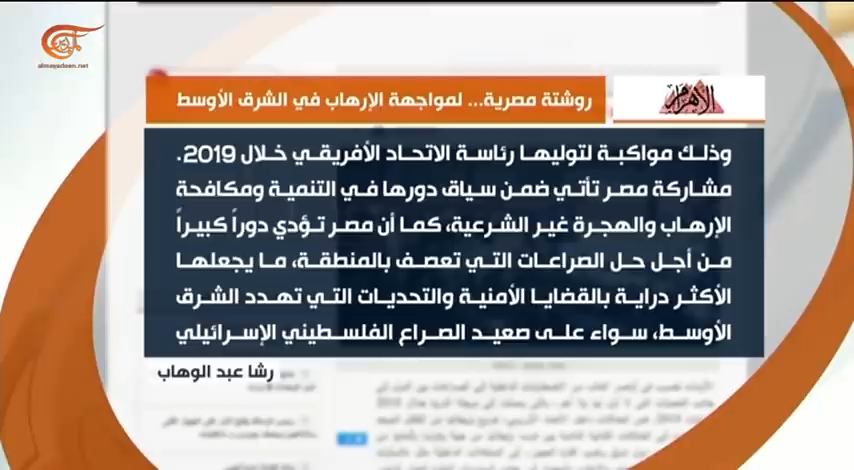 الميادين
almayadeen.net
الأهرام
روشتة مصرية... لمواجهة الإرهاب في الشرق الأوسط
وذلك مواكبة لتوليها رئاسة الاتحاد الأفريقي خلال 2019.
مشاركة مصر تأتي ضمن سياق دورها في التنمية ومكافحة
الإرهاب والهجرة غير الشرعية، كما أن مصر تؤدي دوراً كبيراً
من أجل حل الصراعات التي تعصف بالمنطقة، ما يجعلها
الأكثر دراية بالقضايا الأمنية والتحديات التي تهدد الشرق
الأوسط، سواء على صعيد الصراع الفلسطيني الإسرائيلي
رشا عبد الوهاب